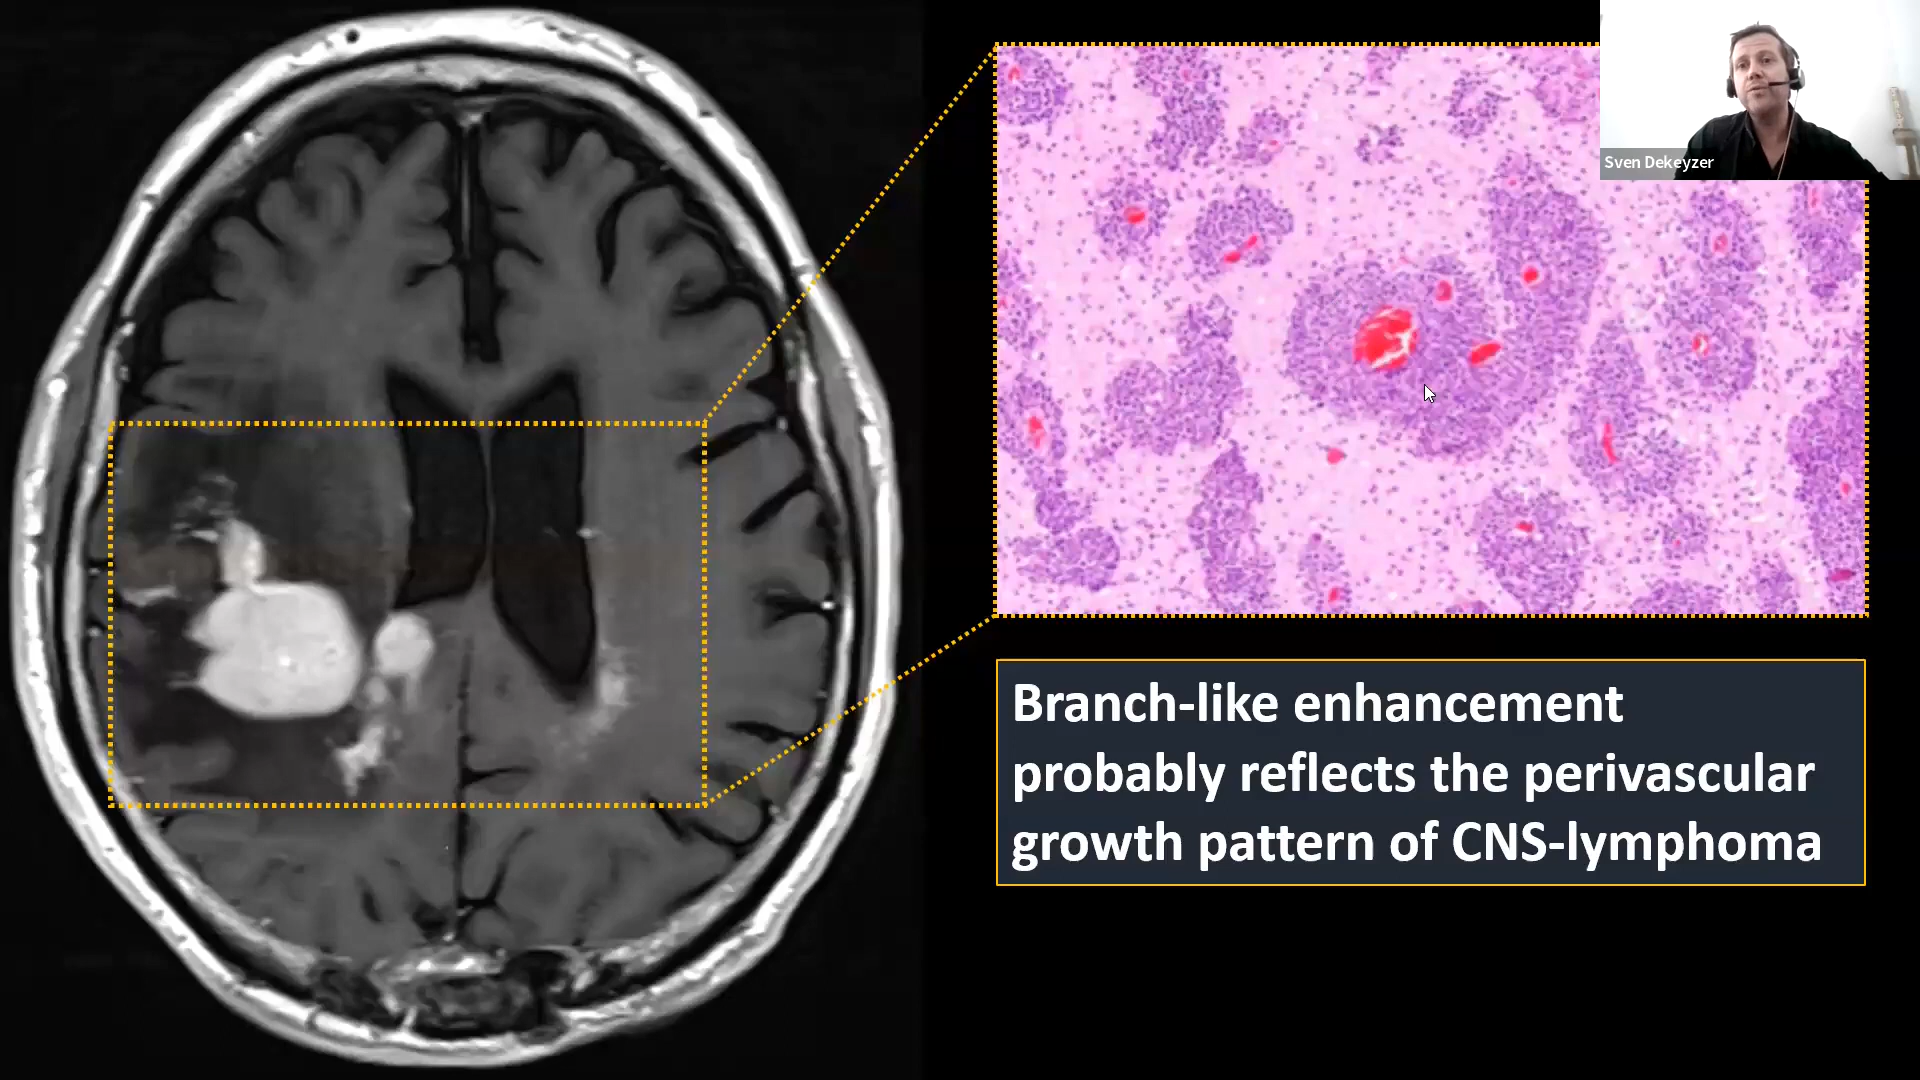 Sven Dekeyzer
Branch-like enhancement
probably reflects the perivascular
growth pattern of CNS-lymphoma